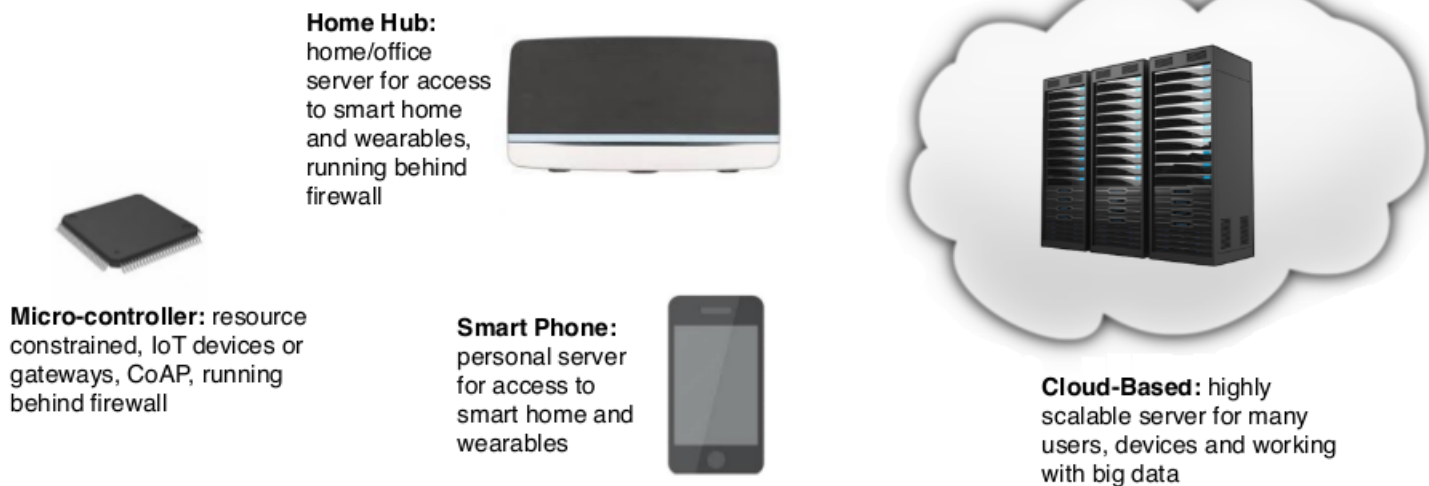 Home Hub:
home/office
server for access
to smart home
and wearables,
running behind
firewall
Micro-controller: resource
constrained, IoT devices or
gateways, CoAP, running
behind firewall
Smart Phone:
personal server
for access to
smart home and
wearables
Cloud-Based: highly
scalable server for many
users, devices and working
with big data